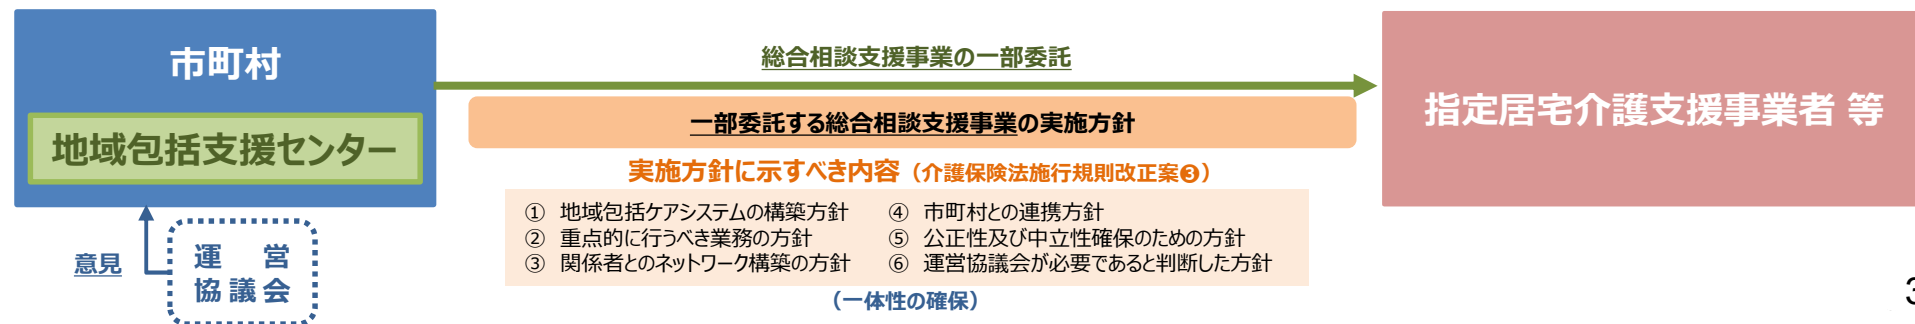 市町村
地域包括支援センター
意見
運 営
協議会
総合相談支援事業の一部委託
一部委託する総合相談支援事業の実施方針
実施方針に示すべき内容（介護保険法施行規則改正案❸）
① 地域包括ケアシステムの構築方針
② 重点的に行うべき業務の方針
③ 関係者とのネットワーク構築の方針
④ 市町村との連携方針
⑤ 公正性及び中立性確保のための方針
⑥ 運営協議会が必要であると判断した方針
（一体性の確保）
指定居宅介護支援事業者 等